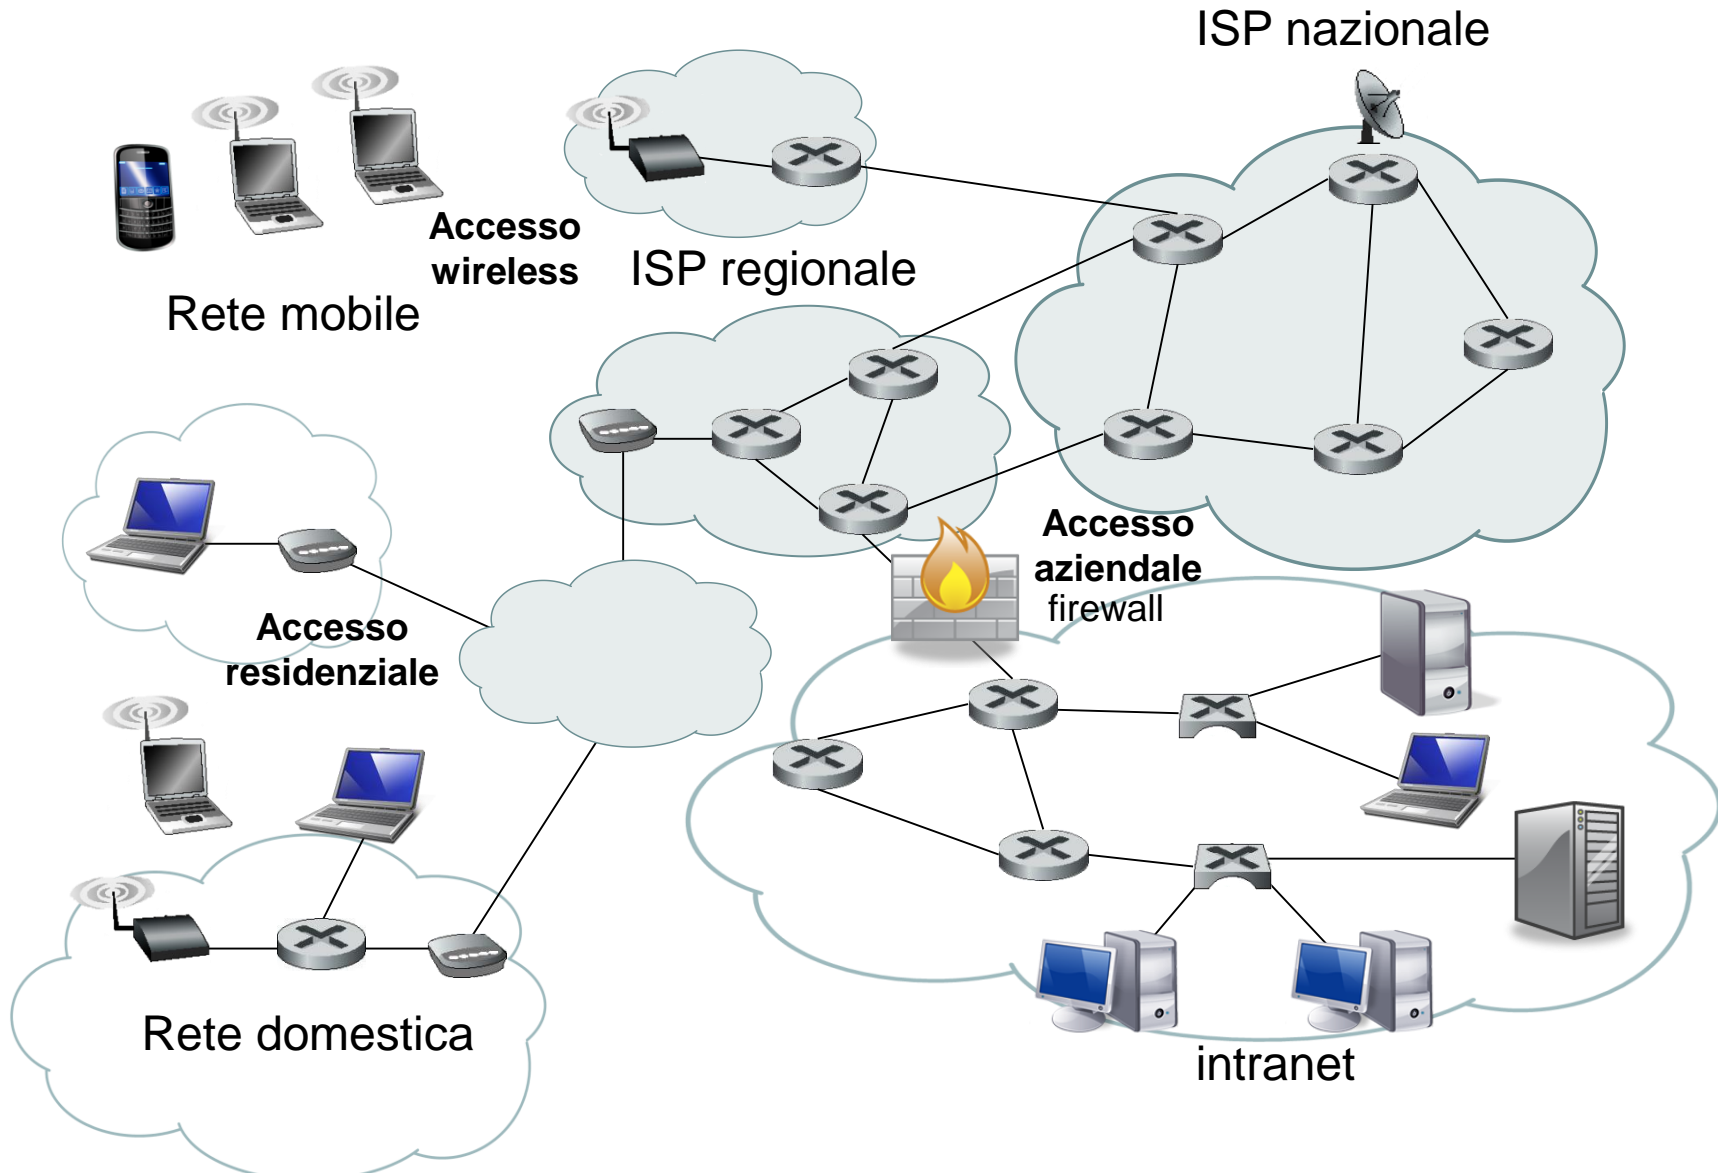 ISP nazionale
Accesso
wireless
ISP regionale
Rete mobile
Accesso
aziendale
firewall
Accesso
residenziale
Rete domestica
intranet